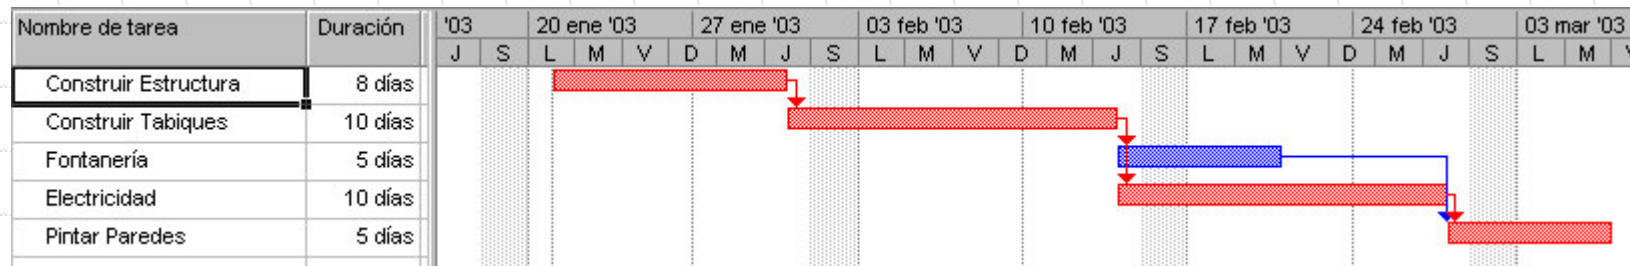 Nombre de tarea Duración '03 20 ene '03 27 ene '03 03 feb '03 10 feb '03 17 feb '03 24 feb '03 03 mar '03
J S L M V D M J S L M V D M J S L M V D M J S L M V
Construir Estructura 8 días
Construir Tabiques 10 días
Fontanería 5 días
Electricidad 10 días
Pintar Paredes 5 días